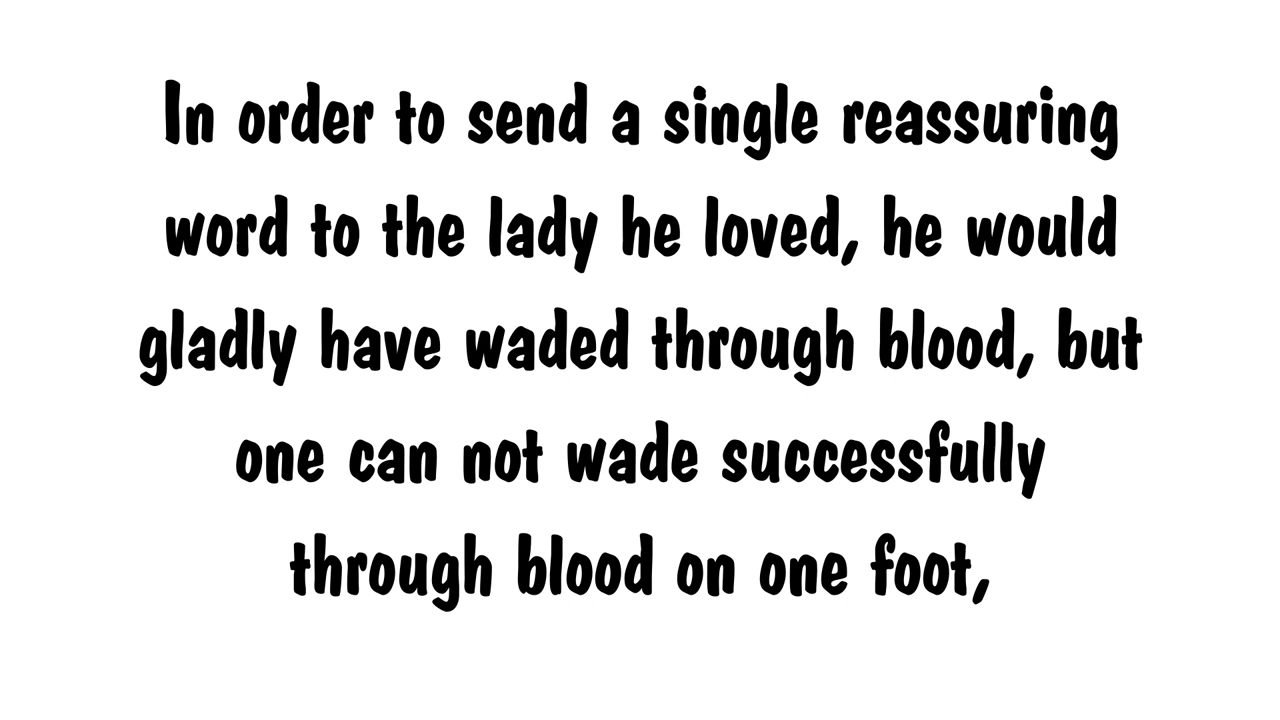 In order to send a single reassuring
word to the lady he loved, he would
gladly have waded through blood, but
one can not wade successfully
through blood on one foot,